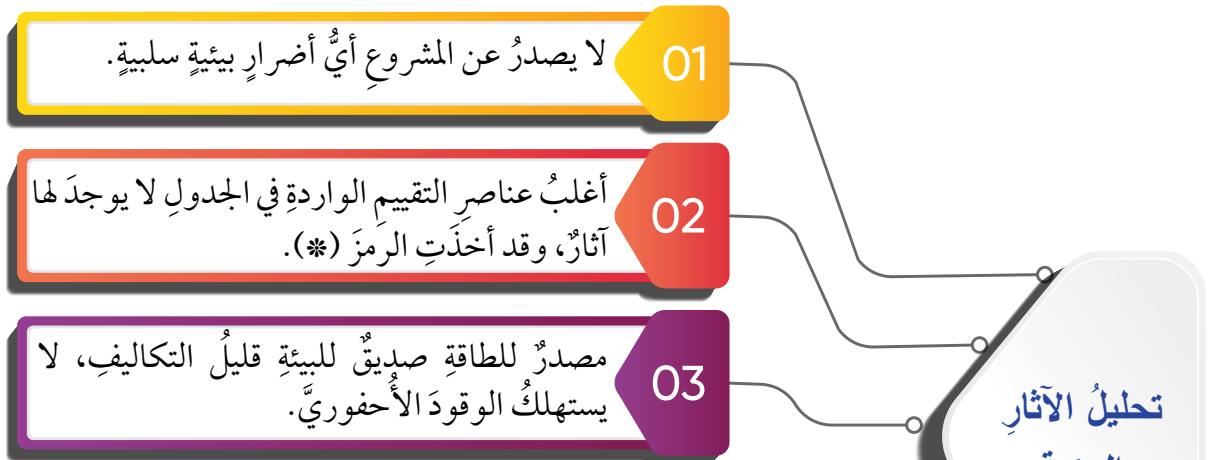 01
لا يصدرُ عن المشروعِ أيُّ أضرارٍ بيئيةٍ سلبيةٍ.
02
أغلبُ عناصرِ التقييمِ الواردةِ في الجدولِ لا يوجدَ لها
آثارٌ، وقد أخذَتِ الرمزَ (*).
03
مصدرٌ للطاقةِ صديقٌ للبيئةِ قليلُ التكاليفِ، لا
يستهلكُ الوقودَ الأُحفوريَّ.
تحليلُ الآثارِ